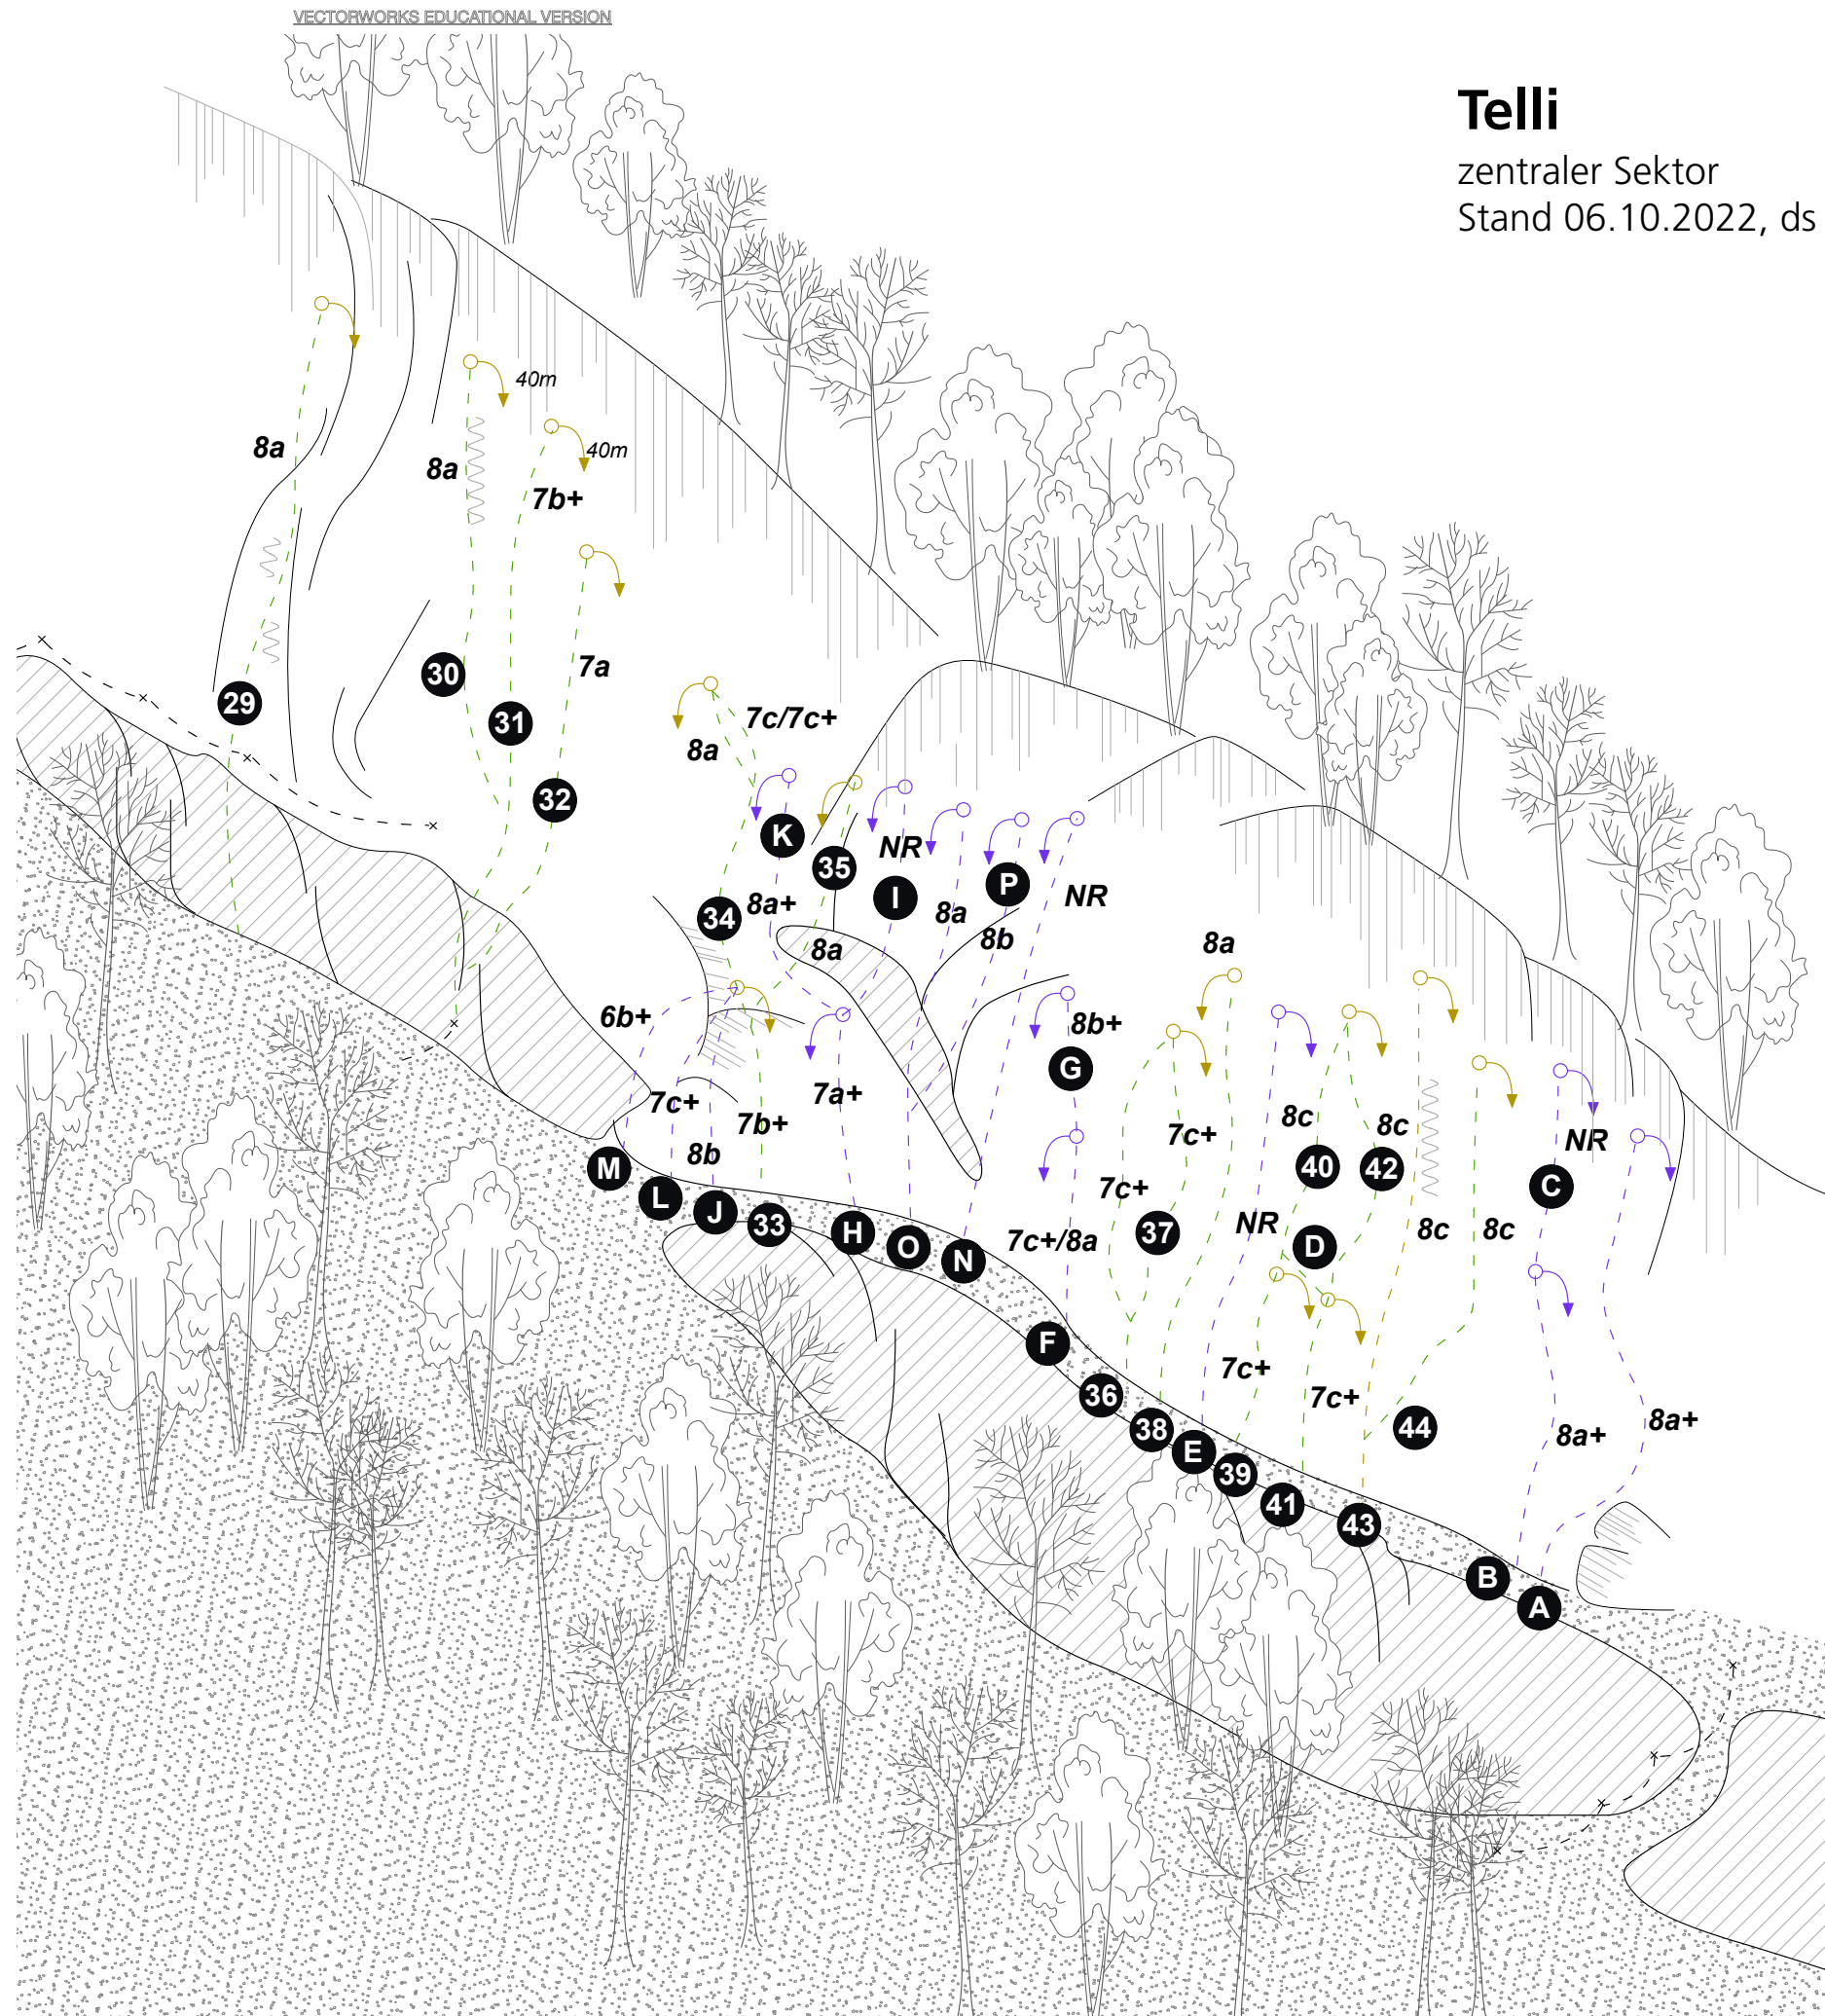 VECTORWORKS EDUCATIONAL VERSION
Telli
zentraler Sektor
Stand 06.10.2022, ds
40m
8a
8a
40m
7b+
7a
30
29
31
7c/7c+
8a
32
K
35
NR
P
I
NR
34
8a+
8a
8b
8a
8a
6b+
8b+
G
7a+
7c+
7b+
8c
8c
7c+
NR
8b
M
40
42
L
7c+
C
J
33
H
O
N
7c+/8a
37
NR
D
8c
8c
F
7c+
36
7c+
44
8a+
8a+
38
E
39
41
43
B
A